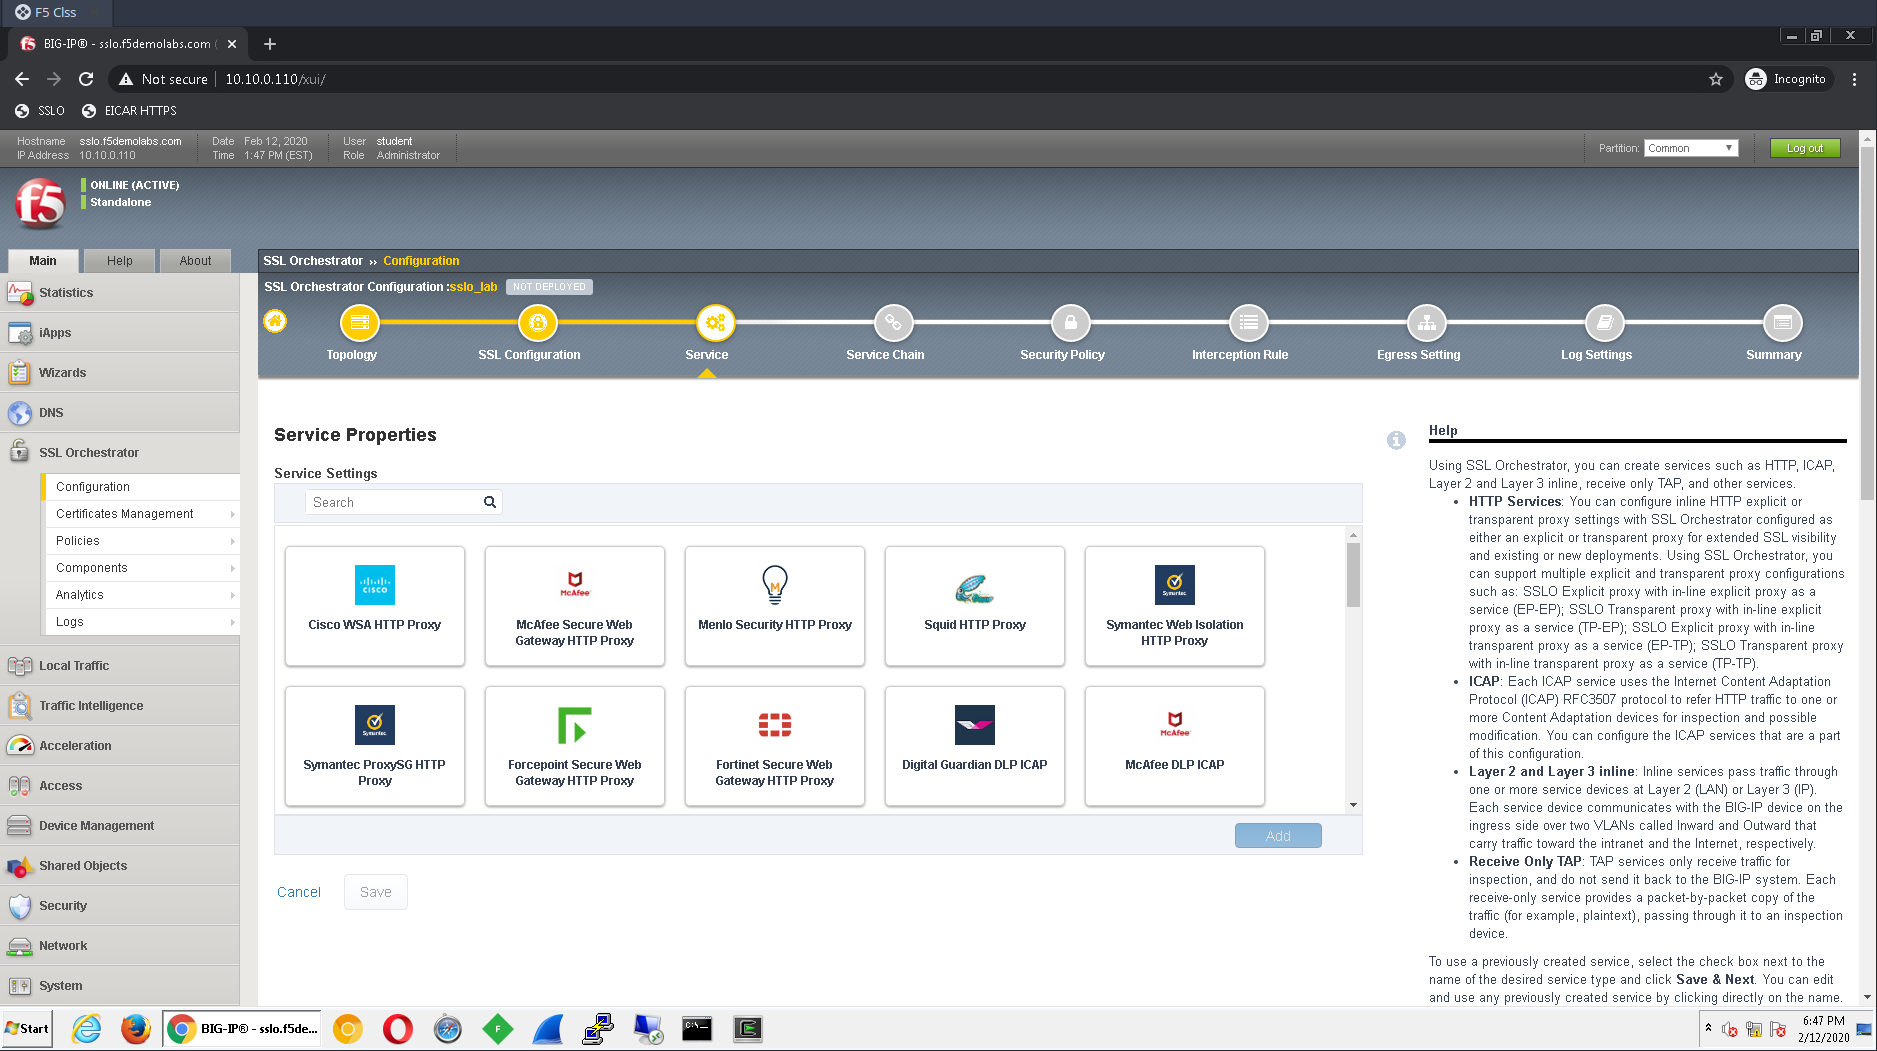 F5 Clss
BIG-IP® - sslo.f5demolabs.com (
Not secure
10.10.0.110/xui/
Incognito
SSLO
EICAR HTTPS
Hostname sslo.f5demolabs.com
IP Address 10.10.0.110
Date Feb 12, 2020
Time 1:47 PM (EST)
User student
Role Administrator
Partition: Common
Log out
f5
ONLINE (ACTIVE)
Standalone
Main
Help
About
Statistics
iApps
Wizards
DNS
SSL Orchestrator
Configuration
Certificates Management
Policies
Components
Analytics
Logs
Local Traffic
Traffic Intelligence
Acceleration
Access
Device Management
Shared Objects
Security
Network
System
SSL Orchestrator ›› Configuration
SSL Orchestrator Configuration :sslo_lab NOT DEPLOYED
Topology
SSL Configuration
Service
Service Chain
Security Policy
Interception Rule
Egress Setting
Log Settings
Summary
Service Properties
Service Settings
Search
CISCO
Cisco WSA HTTP Proxy
McAfee
McAfee Secure Web
Gateway HTTP Proxy
M
Menlo Security HTTP Proxy
Squid HTTP Proxy
Symantec
Symantec Web Isolation
HTTP Proxy
Symantec
Symantec ProxySG HTTP
Proxy
Forcepoint Secure Web
Gateway HTTP Proxy
Fortinet Secure Web
Gateway HTTP Proxy
Digital Guardian DLP ICAP
McAfee
McAfee DLP ICAP
Add
Cancel
Save
Help
Using SSL Orchestrator, you can create services such as HTTP, ICAP,
Layer 2 and Layer 3 inline, receive only TAP, and other services.
• HTTP Services: You can configure inline HTTP explicit or
transparent proxy settings with SSL Orchestrator configured as
either an explicit or transparent proxy for extended SSL visibility
and existing or new deployments. Using SSL Orchestrator, you
can support multiple explicit and transparent proxy configurations
such as: SSLO Explicit proxy with in-line explicit proxy as a
service (EP-EP); SSLO Transparent proxy with in-line explicit
proxy as a service (TP-EP); SSLO Explicit proxy with in-line
transparent proxy as a service (EP-TP); SSLO Transparent proxy
with in-line transparent proxy as a service (TP-TP).
• ICAP: Each ICAP service uses the Internet Content Adaptation
Protocol (ICAP) RFC3507 protocol to refer HTTP traffic to one or
more Content Adaptation devices for inspection and possible
modification. You can configure the ICAP services that are a part
of this configuration.
• Layer 2 and Layer 3 inline: Inline services pass traffic through
one or more service devices at Layer 2 (LAN) or Layer 3 (IP).
Each service device communicates with the BIG-IP device on the
ingress side over two VLANs called Inward and Outward that
carry traffic toward the intranet and the Internet, respectively.
• Receive Only TAP: TAP services only receive traffic for
inspection, and do not send it back to the BIG-IP system. Each
receive-only service provides a packet-by-packet copy of the
traffic (for example, plaintext), passing through it to an inspection
device.
To use a previously created service, select the check box next to the
name of the desired service type and click Save & Next. You can edit
and use any previously created service by clicking directly on the name.
Start
BIG-IP® - sslo.f5de...
6:47 PM
2/12/2020